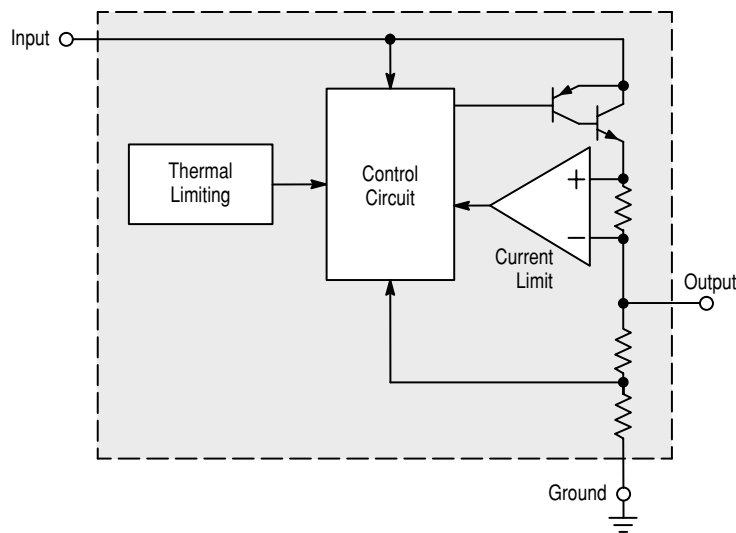 Input
Thermal
Limiting
Control
Circuit
+
−
Current
Limit
Output
Ground